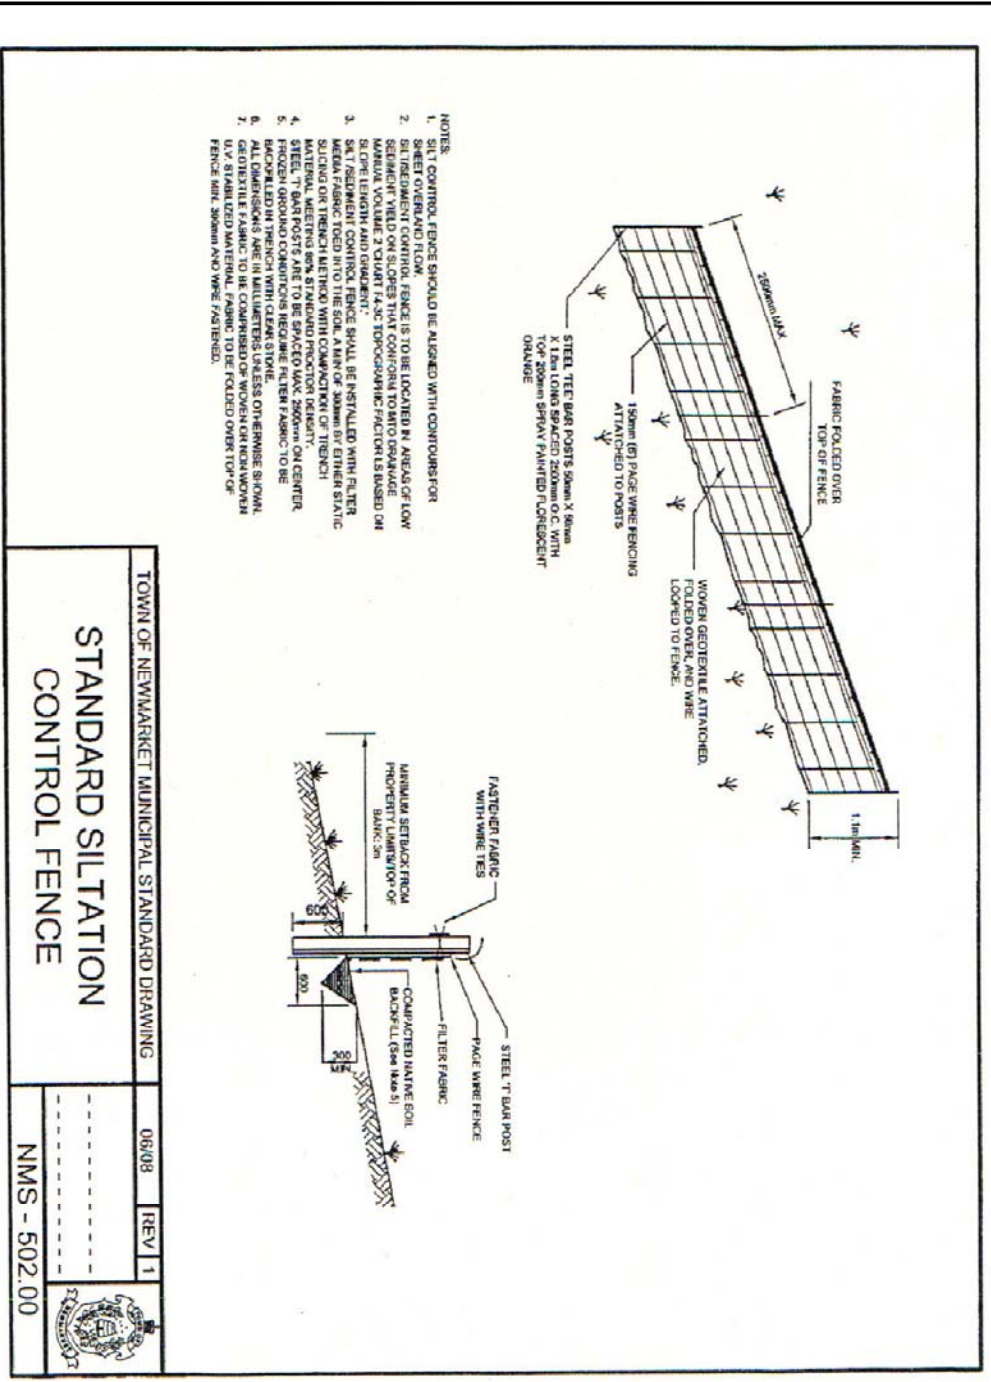 2500mm MAX.
FABRIC FOLDED OVER
TOP OF FENCE
1.1m MIN.
WOVEN GEOTEXTILE ATTATCHED,
FOLDED OVER, AND WIRE
LOOPED TO FENCE.
150mm (6") PAGE WIRE FENCING
ATTATCHED TO POSTS
STEEL 'TEE' BAR POSTS 50mm X 50mm
LONG SPACED 2500mm O.C. WITH
TOP 200mm SPRAY PAINTED FLORESCENT
ORANGE
NOTES:
1. SILT CONTROL FENCE SHOULD BE ALIGNED WITH CONTOURS FOR
SHEET OVERLAND FLOW.
2. SILT/SEDIMENT CONTROL FENCE IS TO BE LOCATED IN AREAS OF LOW
SEDIMENT YIELD ON SLOPES THAT CONFORM TO MTO DRAINAGE
MANUAL VOLUME 2 "CHART F4-3C TOPOGRAPHIC FACTOR LS BASED ON
SLOPE LENGTH AND GRADIENT."
3. SILT/SEDIMENT CONTROL FENCE SHALL BE INSTALLED WITH FILTER
MEDIA FABRIC TOED INTO THE SOIL A MIN OF 300mm BY EITHER STATIC
SLICING OR TRENCH METHOD WITH COMPACTION OF TRENCH
MATERIAL MEETING STANDARD PROCTOR DENSITY.
4. STEEL 'T' BAR POSTS ARE TO BE SPACED MAX. 2500mm ON CENTER.
5. FROZEN GROUND CONDITIONS REQUIRE FILTER FABRIC TO BE
BACKFILLED IN TRENCH WITH CLEAR STONE.
6. ALL DIMENSIONS ARE IN MILLIMETERS UNLESS OTHERWISE SHOWN.
7. GEOTEXTILE FABRIC TO BE COMPRISED OF WOVEN OR NON WOVEN
U.V. STABILIZED MATERIAL. FABRIC TO BE FOLDED OVER TOP OF
FENCE MIN. 300mm AND WIRE FASTENED.
FASTENER FABRIC
WITH WIRE TIES
STEEL 'T' BAR POST
PAGE WIRE FENCE
FILTER FABRIC
COMPACTED NATIVE SOIL
BACKFILL (See Note 5)
MINIMUM SETBACK FROM
PROPERTY LIMITS/TOP OF
BANK: 3m
600
600
300
MIN
TOWN OF NEWMARKET MUNICIPAL STANDARD DRAWING
06/08
REV 1
STANDARD SILTATION
CONTROL FENCE
NMS - 502.00